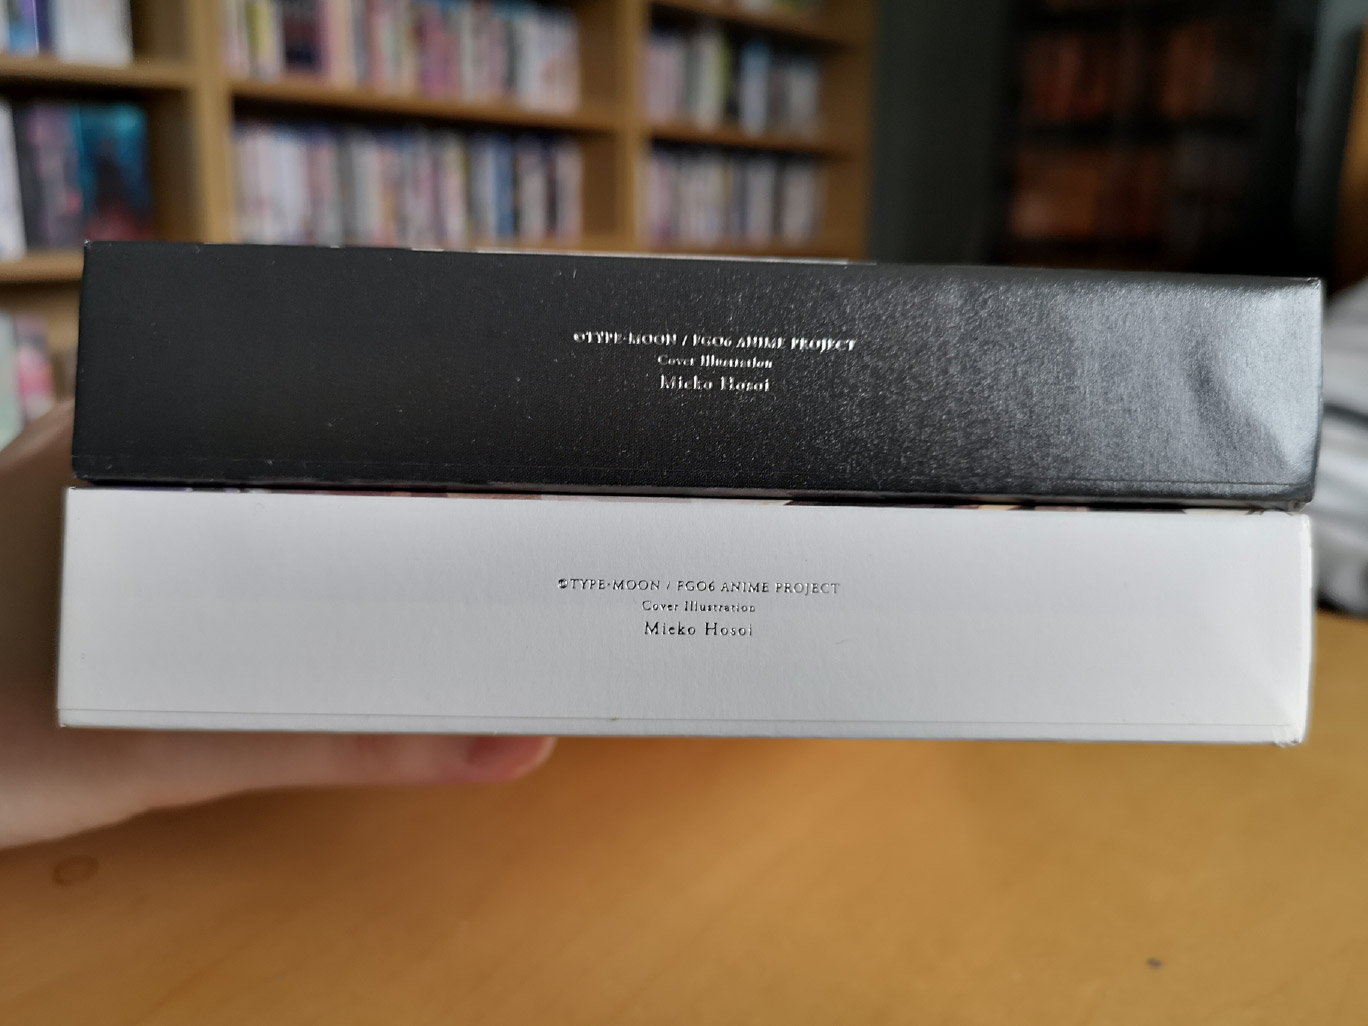 ©TYPE-MOON / FGO6 ANIME PROJECT
Cover Illustration
Mieko Hosoi
©TYPE-MOON / FGO6 ANIME PROJECT
Cover Illustration
Mieko Hosoi